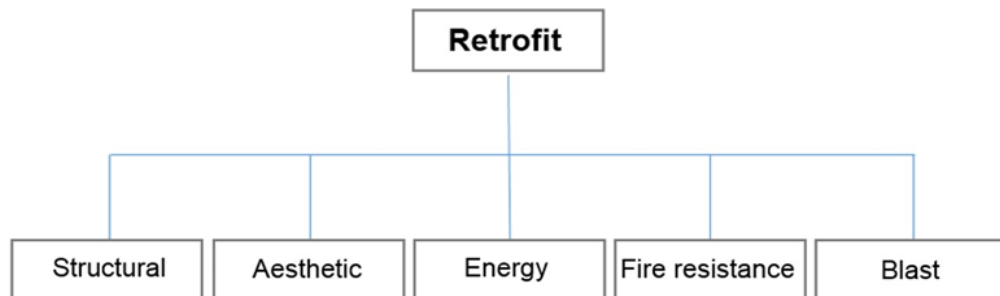 Retrofit
Structural
Aesthetic
Energy
Fire resistance
Blast